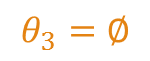 θ₃ = ∅